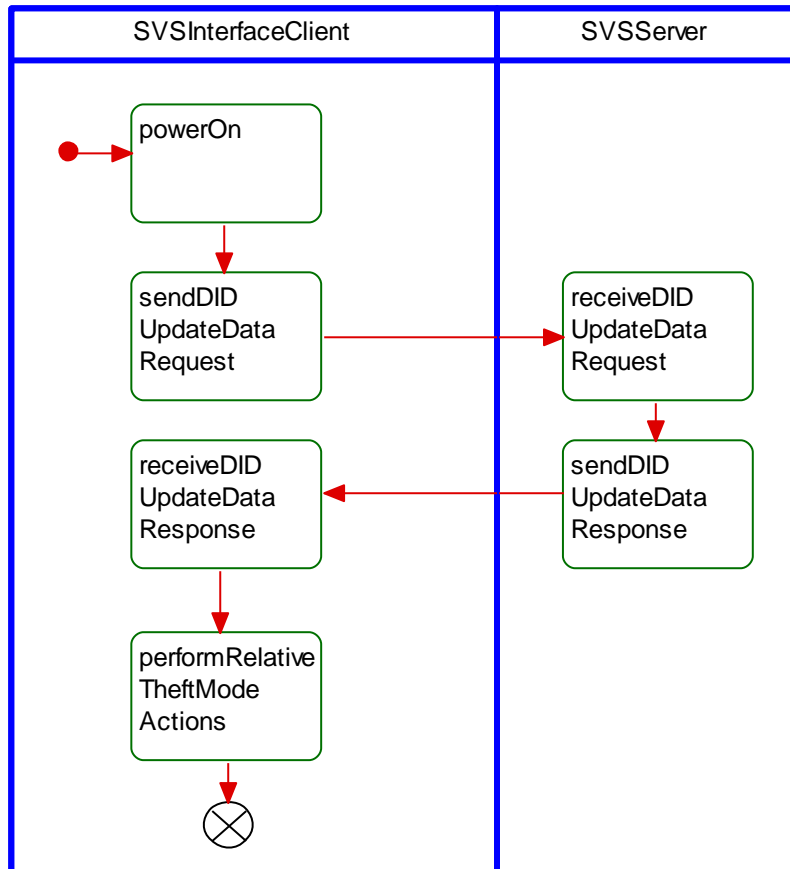 SVSInterfaceClient
SVSServer
powerOn
sendDID
UpdateData
Request
receiveDID
UpdateData
Request
receiveDID
UpdateData
Response
sendDID
UpdateData
Response
performRelative
TheftMode
Actions